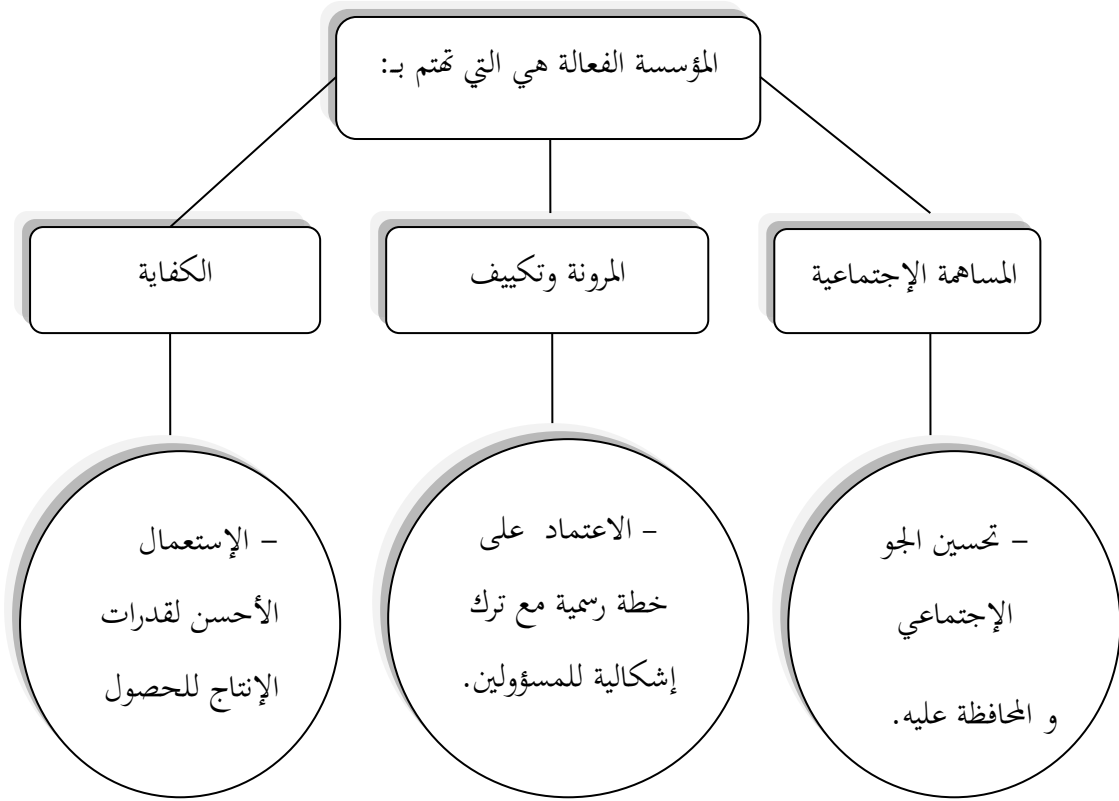 المؤسسة الفعالة هي التي تهتم بـ:
المساهمة الإجتماعية
المرونة وتكييف
الكفاية
– تحسين الجو
الإجتماعي
و المحافظة عليه.
– الاعتماد على
خطة رسمية مع ترك
إشكالية للمسؤولين.
– الإستعمال
الأحسن لقدرات
الإنتاج للحصول